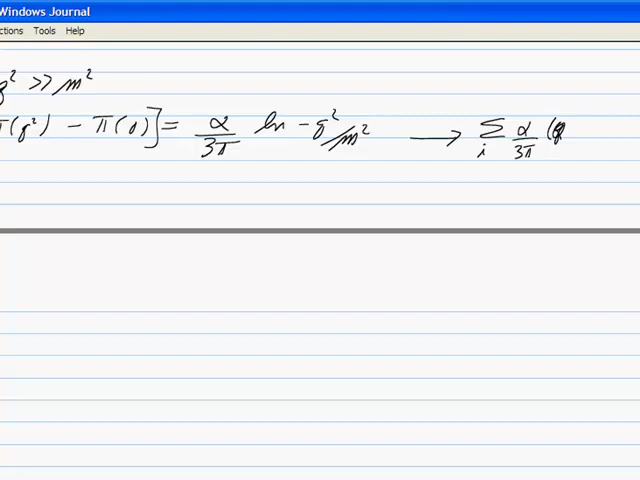 Windows Journal
ctions Tools Help
q² >> m²
π(q²) - π(0)] = α/3π ln -q²/m² ⟶ Σ_i α/3π (